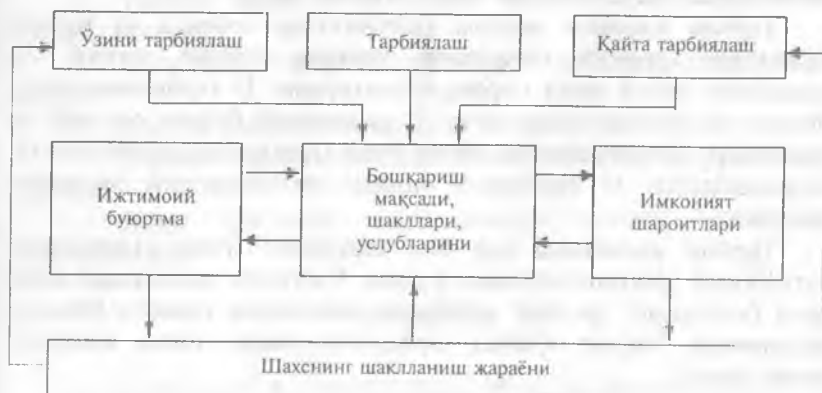 Ўзини тарбиялаш
Тарбиялаш
Қайта тарбиялаш
Ижтимоий
буюртма
Бошқариш
мақсади,
шакллари,
услубларини
Имконият
шароитлари
Шахснинг шаклланиш жараёни